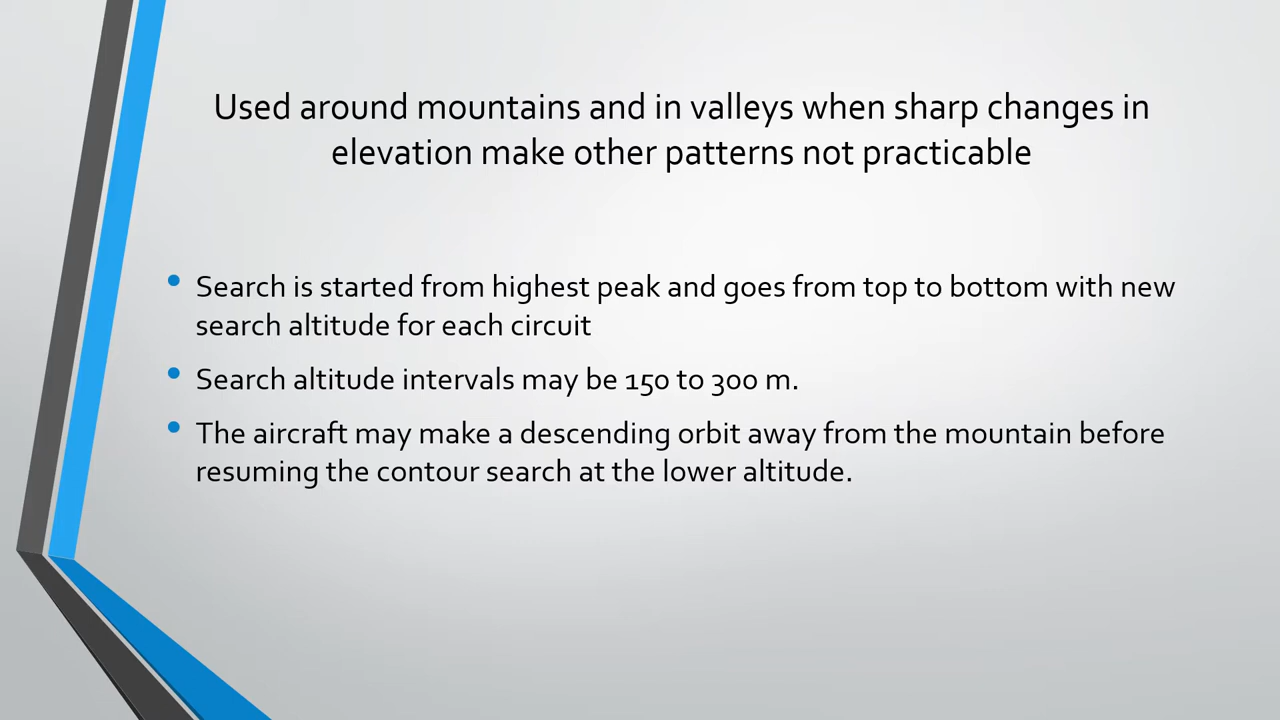 Used around mountains and in valleys when sharp changes in
elevation make other patterns not practicable
• Search is started from highest peak and goes from top to bottom with new
search altitude for each circuit
• Search altitude intervals may be 150 to 300 m.
• The aircraft may make a descending orbit away from the mountain before
resuming the contour search at the lower altitude.